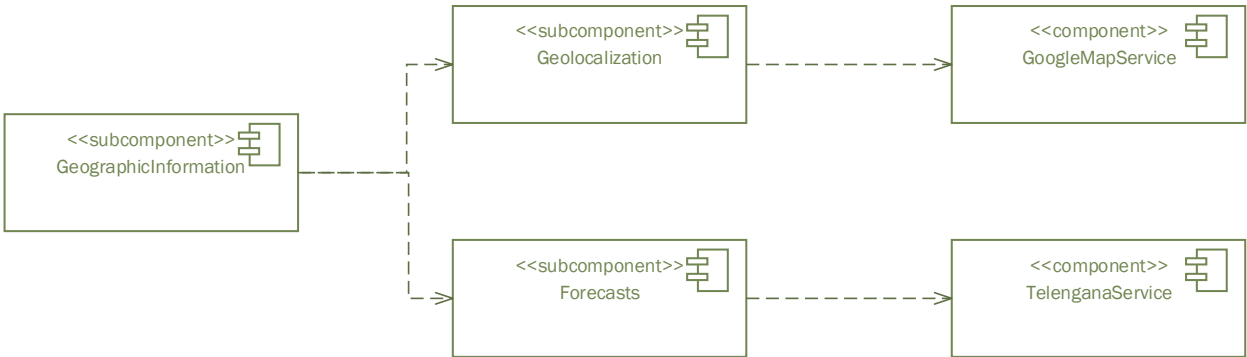 <<subcomponent>>
Geolocalization
<<component>>
GoogleMapService
<<subcomponent>>
GeographicInformation
<<subcomponent>>
Forecasts
<<component>>
TelenganaService